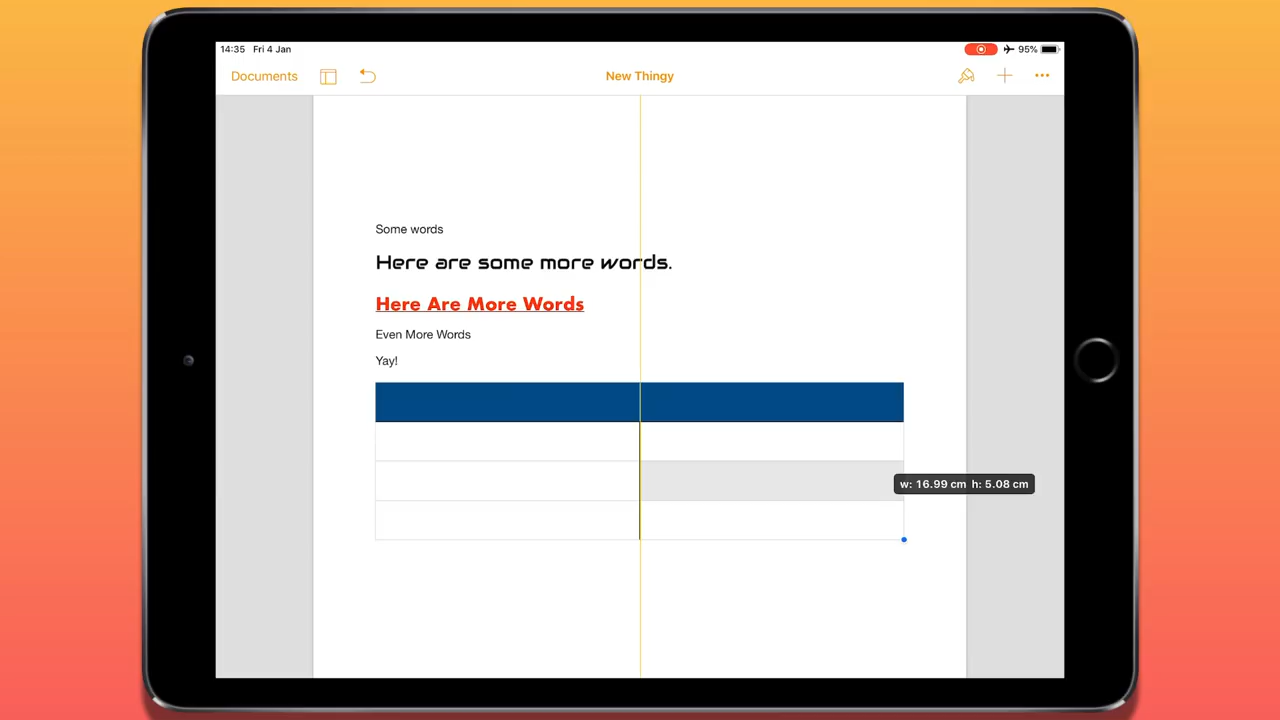 14:35 Fri 4 Jan 95%
Documents New Thingy
Some words
Here are some more words.
Here Are More Words
Even More Words
Yay!
w: 16.99 cm h: 5.08 cm